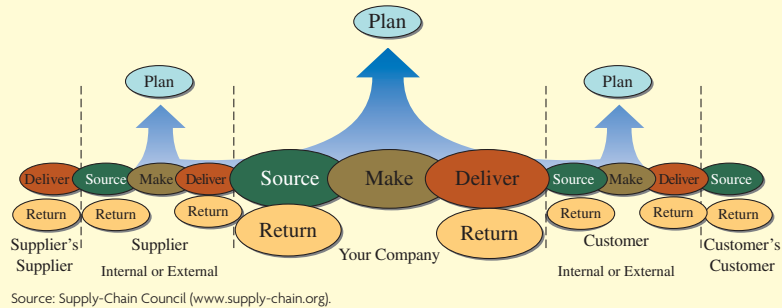 Plan
Plan
Plan
Deliver
Source
Make
Deliver
Source
Make
Deliver
Source
Make
Deliver
Source
Return
Return
Return
Return
Return
Return
Return
Return
Supplier's
Supplier
Supplier
Internal or External
Your Company
Customer
Internal or External
Customer's
Customer
Source: Supply-Chain Council (www.supply-chain.org).